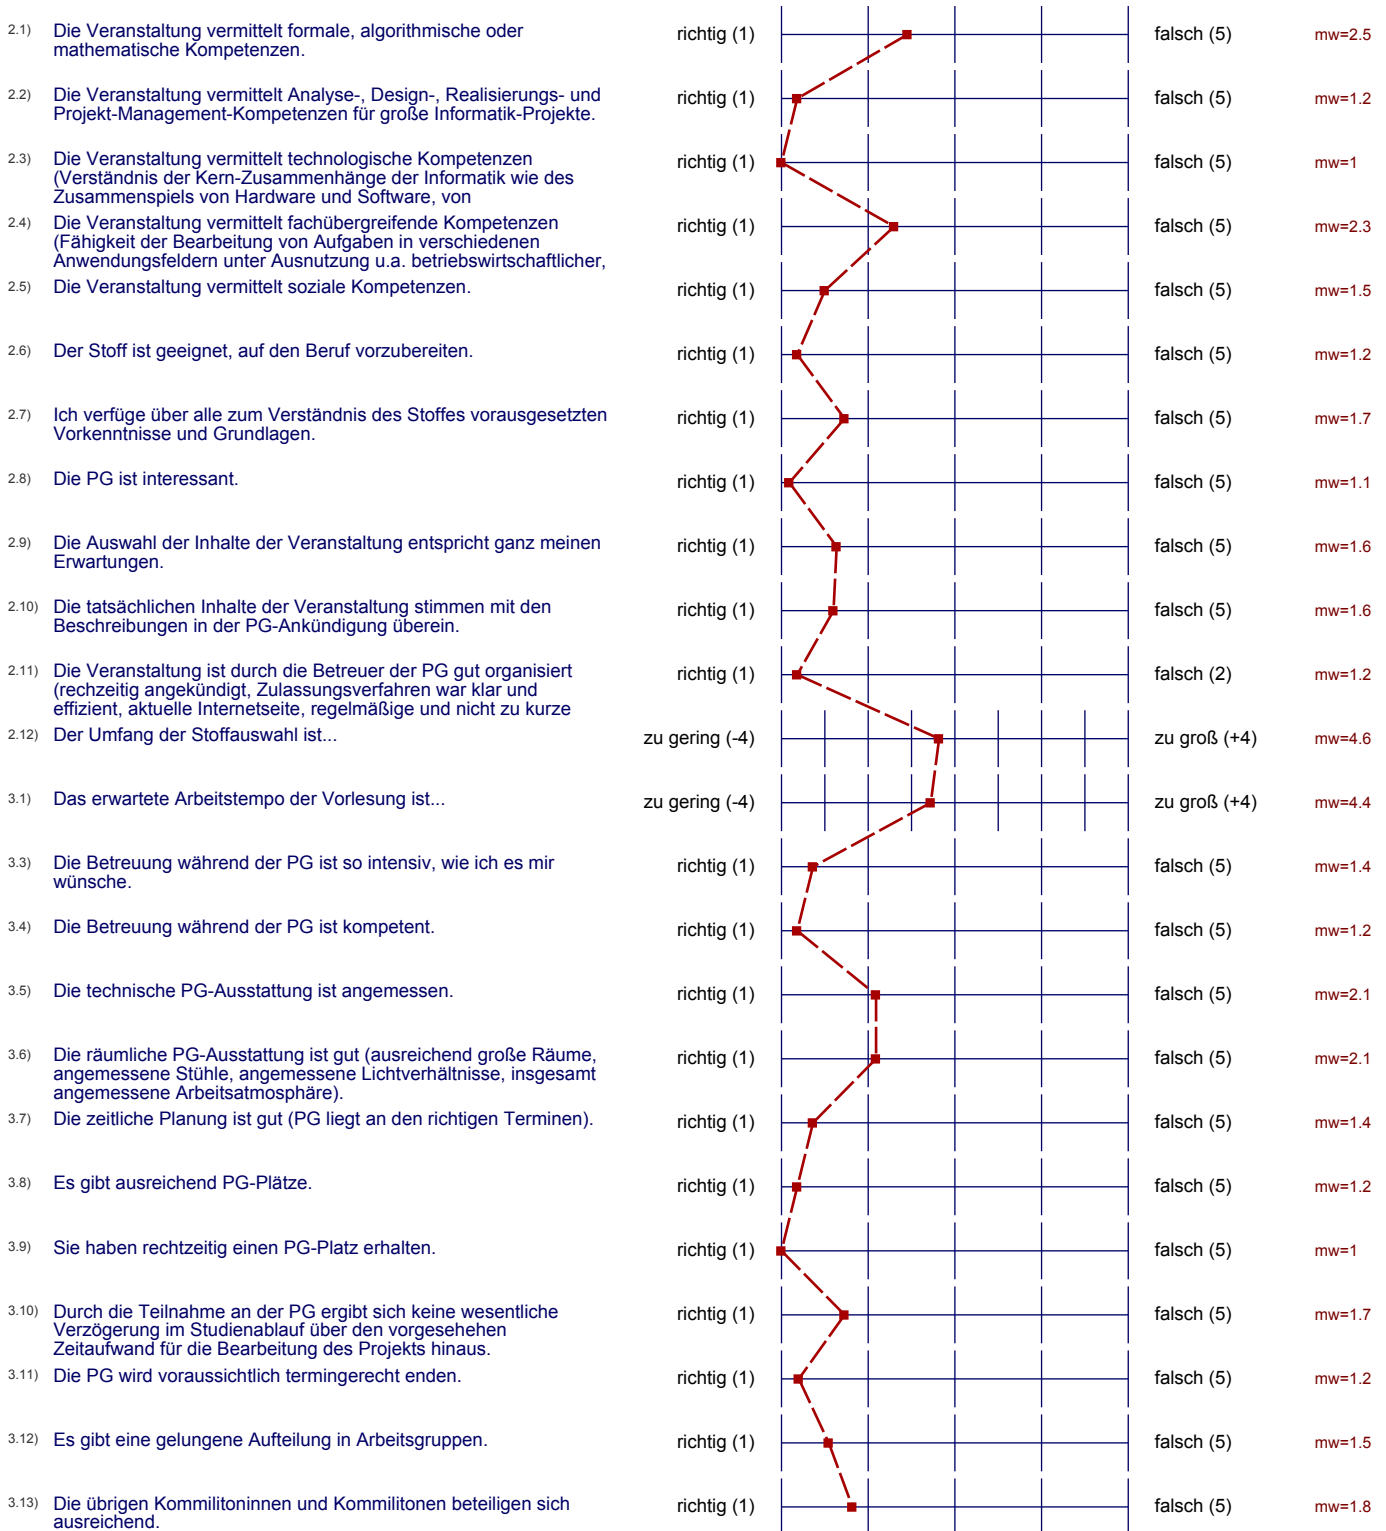 2.1) Die Veranstaltung vermittelt formale, algorithmische oder richtig (1) falsch (5) mw=2.5
mathematische Kompetenzen.
2.2) Die Veranstaltung vermittelt Analyse-, Design-, Realisierungs- und richtig (1) falsch (5) mw=1.2
Projekt-Management-Kompetenzen für große Informatik-Projekte.
2.3) Die Veranstaltung vermittelt technologische Kompetenzen richtig (1) falsch (5) mw=1
(Verständnis der Kern-Zusammenhänge der Informatik wie des
Zusammenspiels von Hardware und Software, von
2.4) Die Veranstaltung vermittelt fachübergreifende Kompetenzen richtig (1) falsch (5) mw=2.3
(Fähigkeit der Bearbeitung von Aufgaben in verschiedenen
Anwendungsfeldern unter Ausnutzung u.a. betriebswirtschaftlicher,
2.5) Die Veranstaltung vermittelt soziale Kompetenzen. richtig (1) falsch (5) mw=1.5
2.6) Der Stoff ist geeignet, auf den Beruf vorzubereiten. richtig (1) falsch (5) mw=1.2
2.7) Ich verfüge über alle zum Verständnis des Stoffes vorausgesetzten richtig (1) falsch (5) mw=1.7
Vorkenntnisse und Grundlagen.
2.8) Die PG ist interessant. richtig (1) falsch (5) mw=1.1
2.9) Die Auswahl der Inhalte der Veranstaltung entspricht ganz meinen richtig (1) falsch (5) mw=1.6
Erwartungen.
2.10) Die tatsächlichen Inhalte der Veranstaltung stimmen mit den richtig (1) falsch (5) mw=1.6
Beschreibungen in der PG-Ankündigung überein.
2.11) Die Veranstaltung ist durch die Betreuer der PG gut organisiert richtig (1) falsch (2) mw=1.2
(rechzeitig angekündigt, Zulassungsverfahren war klar und
effizient, aktuelle Internetseite, regelmäßige und nicht zu kurze
2.12) Der Umfang der Stoffauswahl ist... zu gering (-4) zu groß (+4) mw=4.6
3.1) Das erwartete Arbeitstempo der Vorlesung ist... zu gering (-4) zu groß (+4) mw=4.4
3.3) Die Betreuung während der PG ist so intensiv, wie ich es mir richtig (1) falsch (5) mw=1.4
wünsche.
3.4) Die Betreuung während der PG ist kompetent. richtig (1) falsch (5) mw=1.2
3.5) Die technische PG-Ausstattung ist angemessen. richtig (1) falsch (5) mw=2.1
3.6) Die räumliche PG-Ausstattung ist gut (ausreichend große Räume, richtig (1) falsch (5) mw=2.1
angemessene Stühle, angemessene Lichtverhältnisse, insgesamt
angemessene Arbeitsatmosphäre).
3.7) Die zeitliche Planung ist gut (PG liegt an den richtigen Terminen). richtig (1) falsch (5) mw=1.4
3.8) Es gibt ausreichend PG-Plätze. richtig (1) falsch (5) mw=1.2
3.9) Sie haben rechtzeitig einen PG-Platz erhalten. richtig (1) falsch (5) mw=1
3.10) Durch die Teilnahme an der PG ergibt sich keine wesentliche richtig (1) falsch (5) mw=1.7
Verzögerung im Studienablauf über den vorgesehehen
Zeitaufwand für die Bearbeitung des Projekts hinaus.
3.11) Die PG wird voraussichtlich termingerecht enden. richtig (1) falsch (5) mw=1.2
3.12) Es gibt eine gelungene Aufteilung in Arbeitsgruppen. richtig (1) falsch (5) mw=1.5
3.13) Die übrigen Kommilitoninnen und Kommilitonen beteiligen sich richtig (1) falsch (5) mw=1.8
ausreichend.